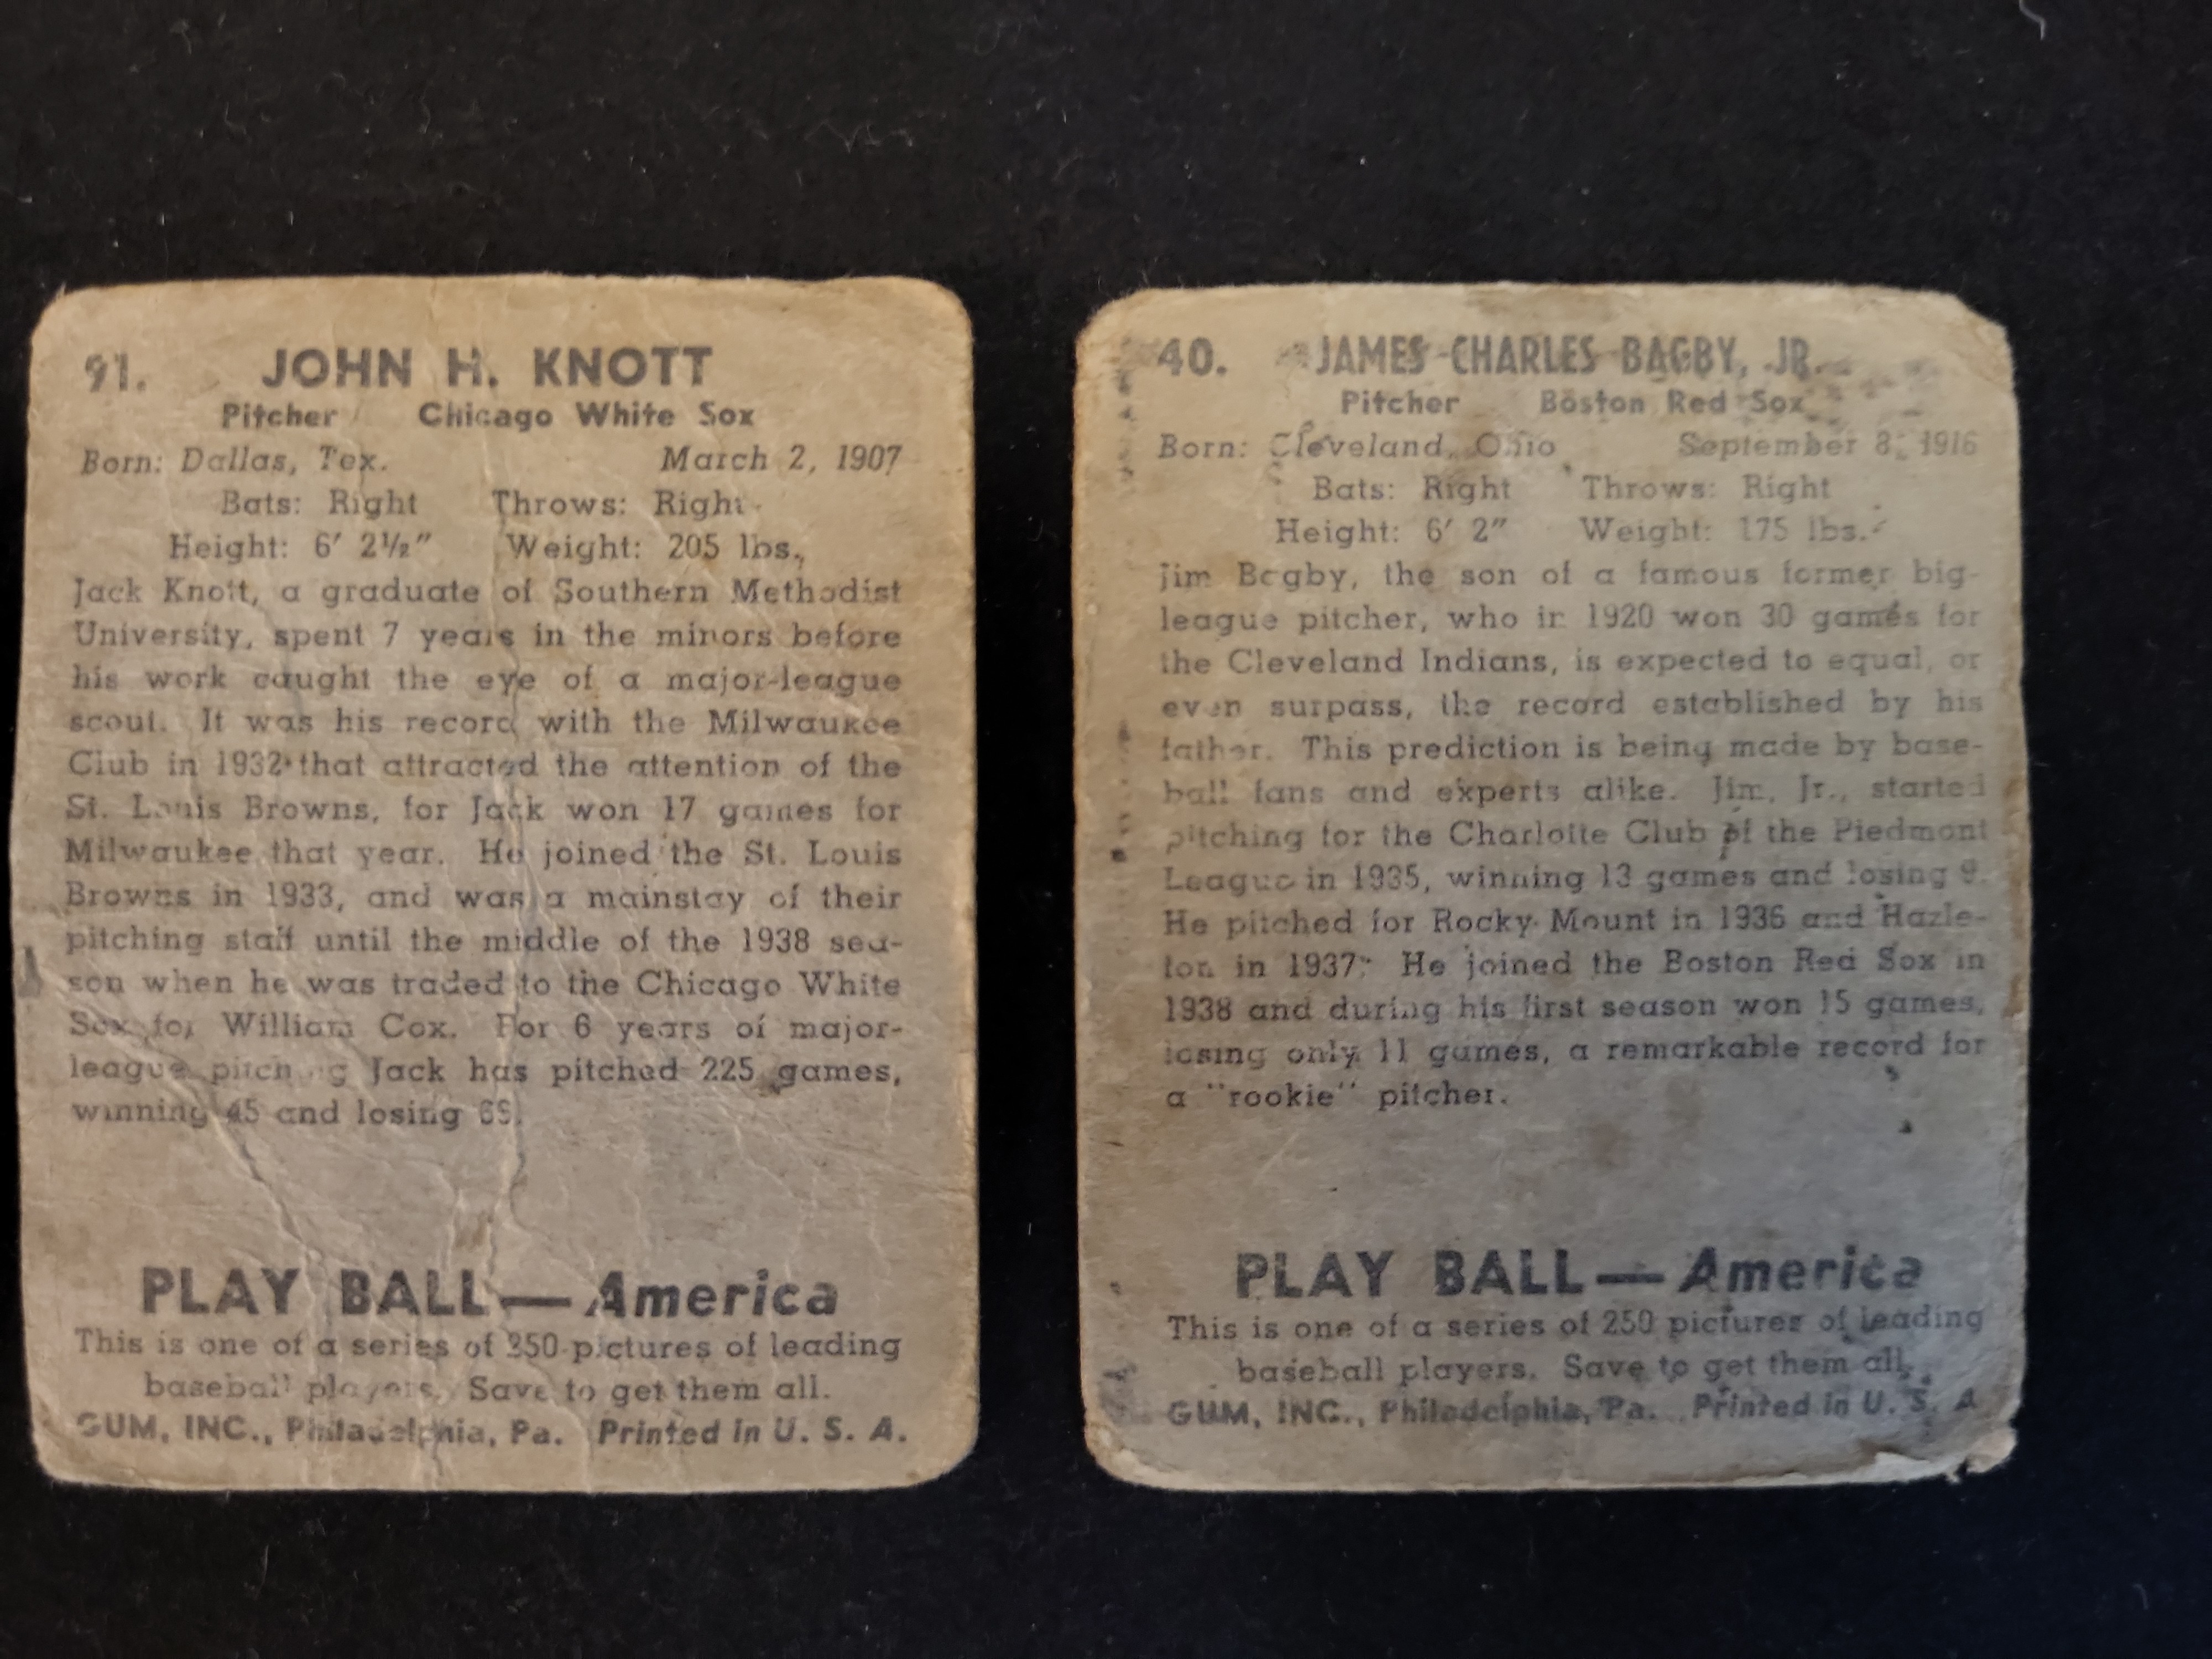 91. JOHN H. KNOTT
Pitcher Chicago White Sox
Born: Dallas, Tex. March 2, 1907
Bats: Right Throws: Right
Height: 6' 2½" Weight: 205 lbs.
Jack Knott, a graduate of Southern Methodist
University, spent 7 years in the minors before
his work caught the eye of a major-league
scout. It was his record with the Milwaukee
Club in 1932 that attracted the attention of the
St. Louis Browns, for Jack won 17 games for
Milwaukee that year. He joined the St. Louis
Browns in 1933, and was a mainstay of their
pitching staff until the middle of the 1938 sea-
son when he was traded to the Chicago White
Sox for William Cox. For 6 years of major-
league pitching Jack has pitched 225 games,
winning 45 and losing
PLAY BALL—America
This is one of a series of 250 pictures of leading
baseball players. Save to get them all.
GUM, INC., Philadelphia, Pa. Printed in U. S. A.
40. JAMES CHARLES BAGBY, JR.
Pitcher Boston Red Sox
Born: Cleveland, Ohio September 8, 1916
Bats: Right Throws: Right
Height: 6' 2" Weight: 175 lbs.
Jim Bagby, the son of a famous former big-
league pitcher, who in 1920 won 30 games for
the Cleveland Indians, is expected to equal, or
even surpass, the record established by his
father. This prediction is being made by base-
ball fans and experts alike. Jim, Jr., started
pitching for the Charlotte Club of the Piedmont
League in 1935, winning 13 games and losing 9.
He pitched for Rocky Mount in 1936 and Hazle-
ton in 1937. He joined the Boston Red Sox in
1938 and during his first season won 15 games,
losing only 11 games, a remarkable record for
a "rookie" pitcher.
PLAY BALL—America
This is one of a series of 250 pictures of leading
baseball players. Save to get them all.
GUM, INC., Philadelphia, Pa. Printed in U. S. A